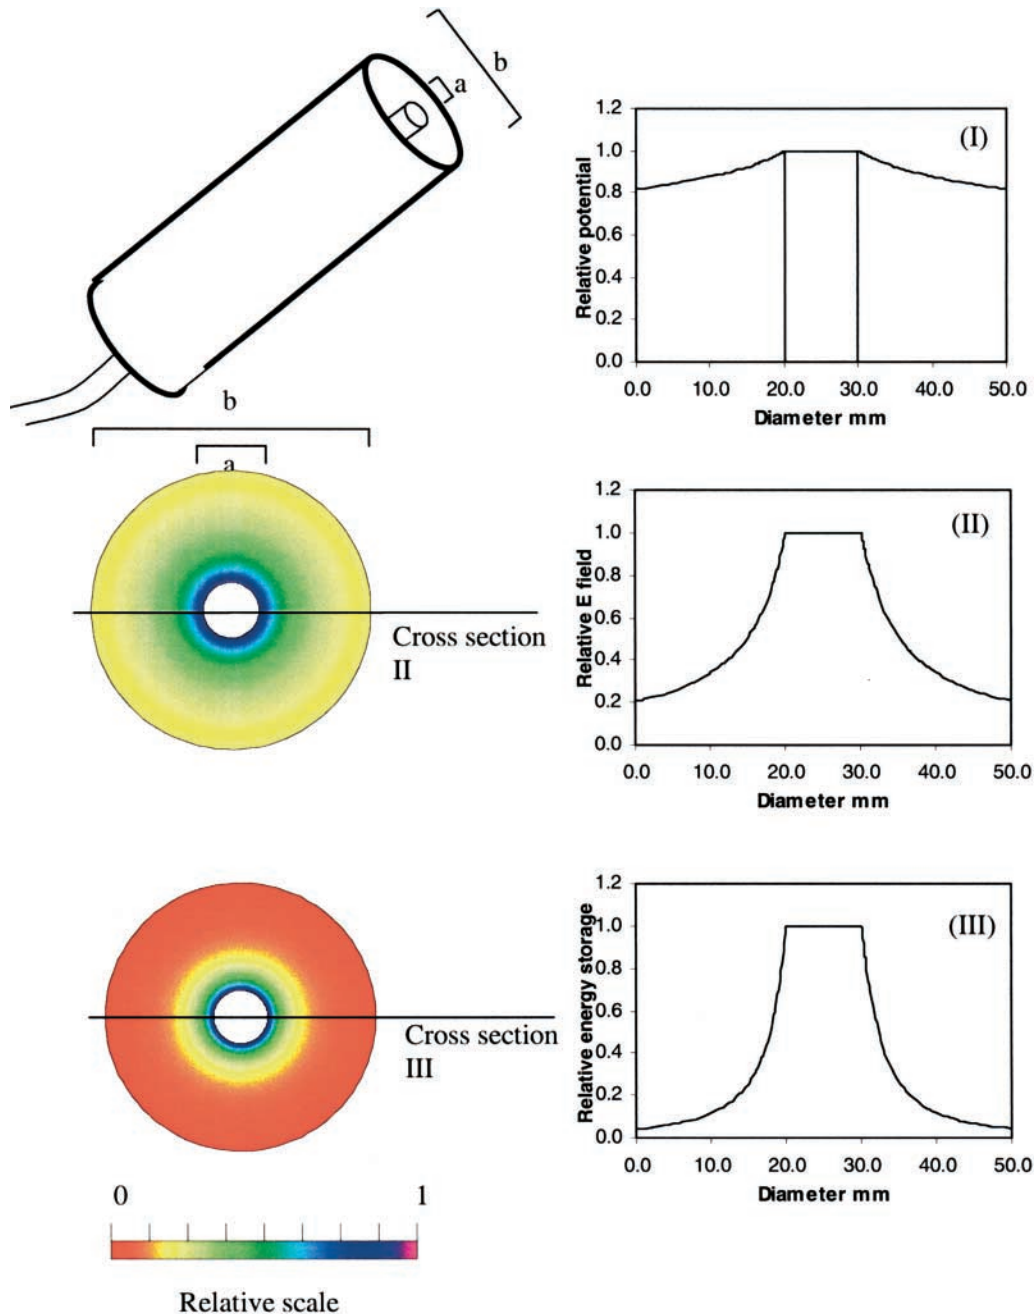 b
a
b
a
Cross section
II
Cross section
III
0 1
Relative scale
(I)
Relative potential
1.2
1.0
0.8
0.6
0.4
0.2
0.0
0.0 10.0 20.0 30.0 40.0 50.0
Diameter mm
(II)
Relative E field
1.2
1.0
0.8
0.6
0.4
0.2
0.0
0.0 10.0 20.0 30.0 40.0 50.0
Diameter mm
(III)
Relative energy storage
1.2
1.0
0.8
0.6
0.4
0.2
0.0
0.0 10.0 20.0 30.0 40.0 50.0
Diameter mm